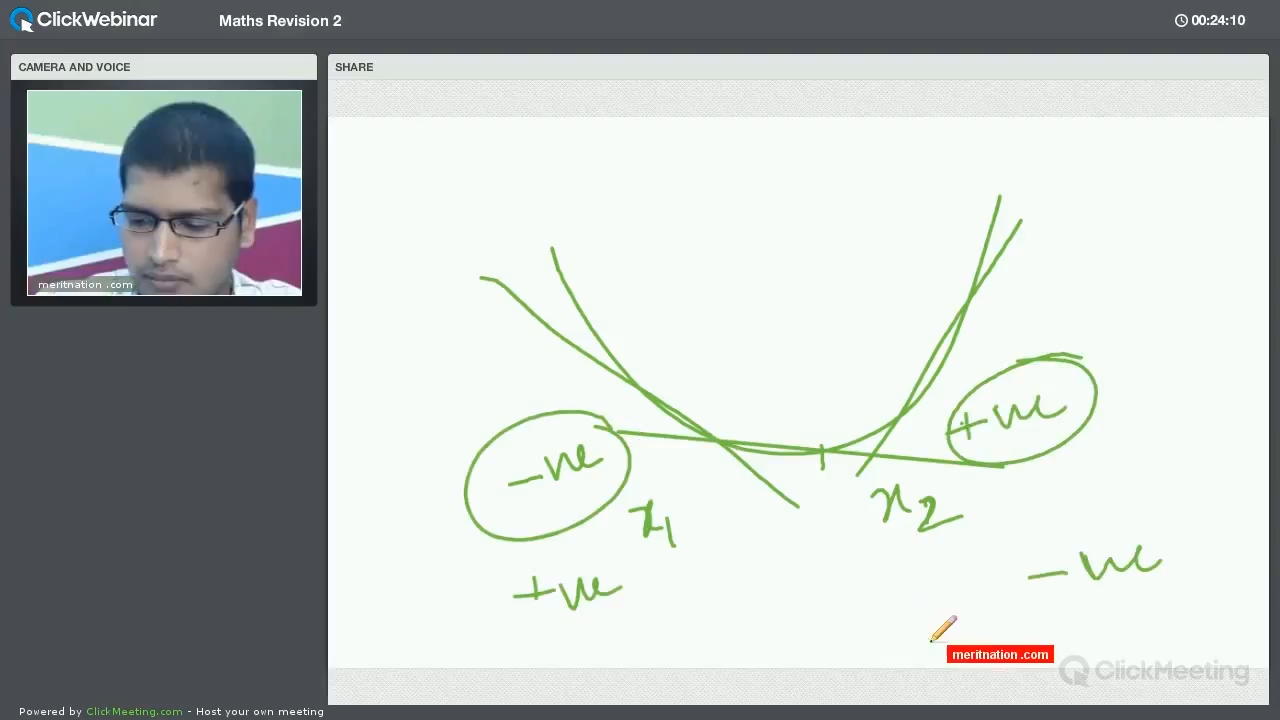 ClickWebinar
Maths Revision 2
00:24:10
CAMERA AND VOICE
SHARE
meritnation .com
+ve
-ve
x1
x2
+ve
-ve
meritnation .com
ClickMeeting
Powered by ClickMeeting.com - Host your own meeting